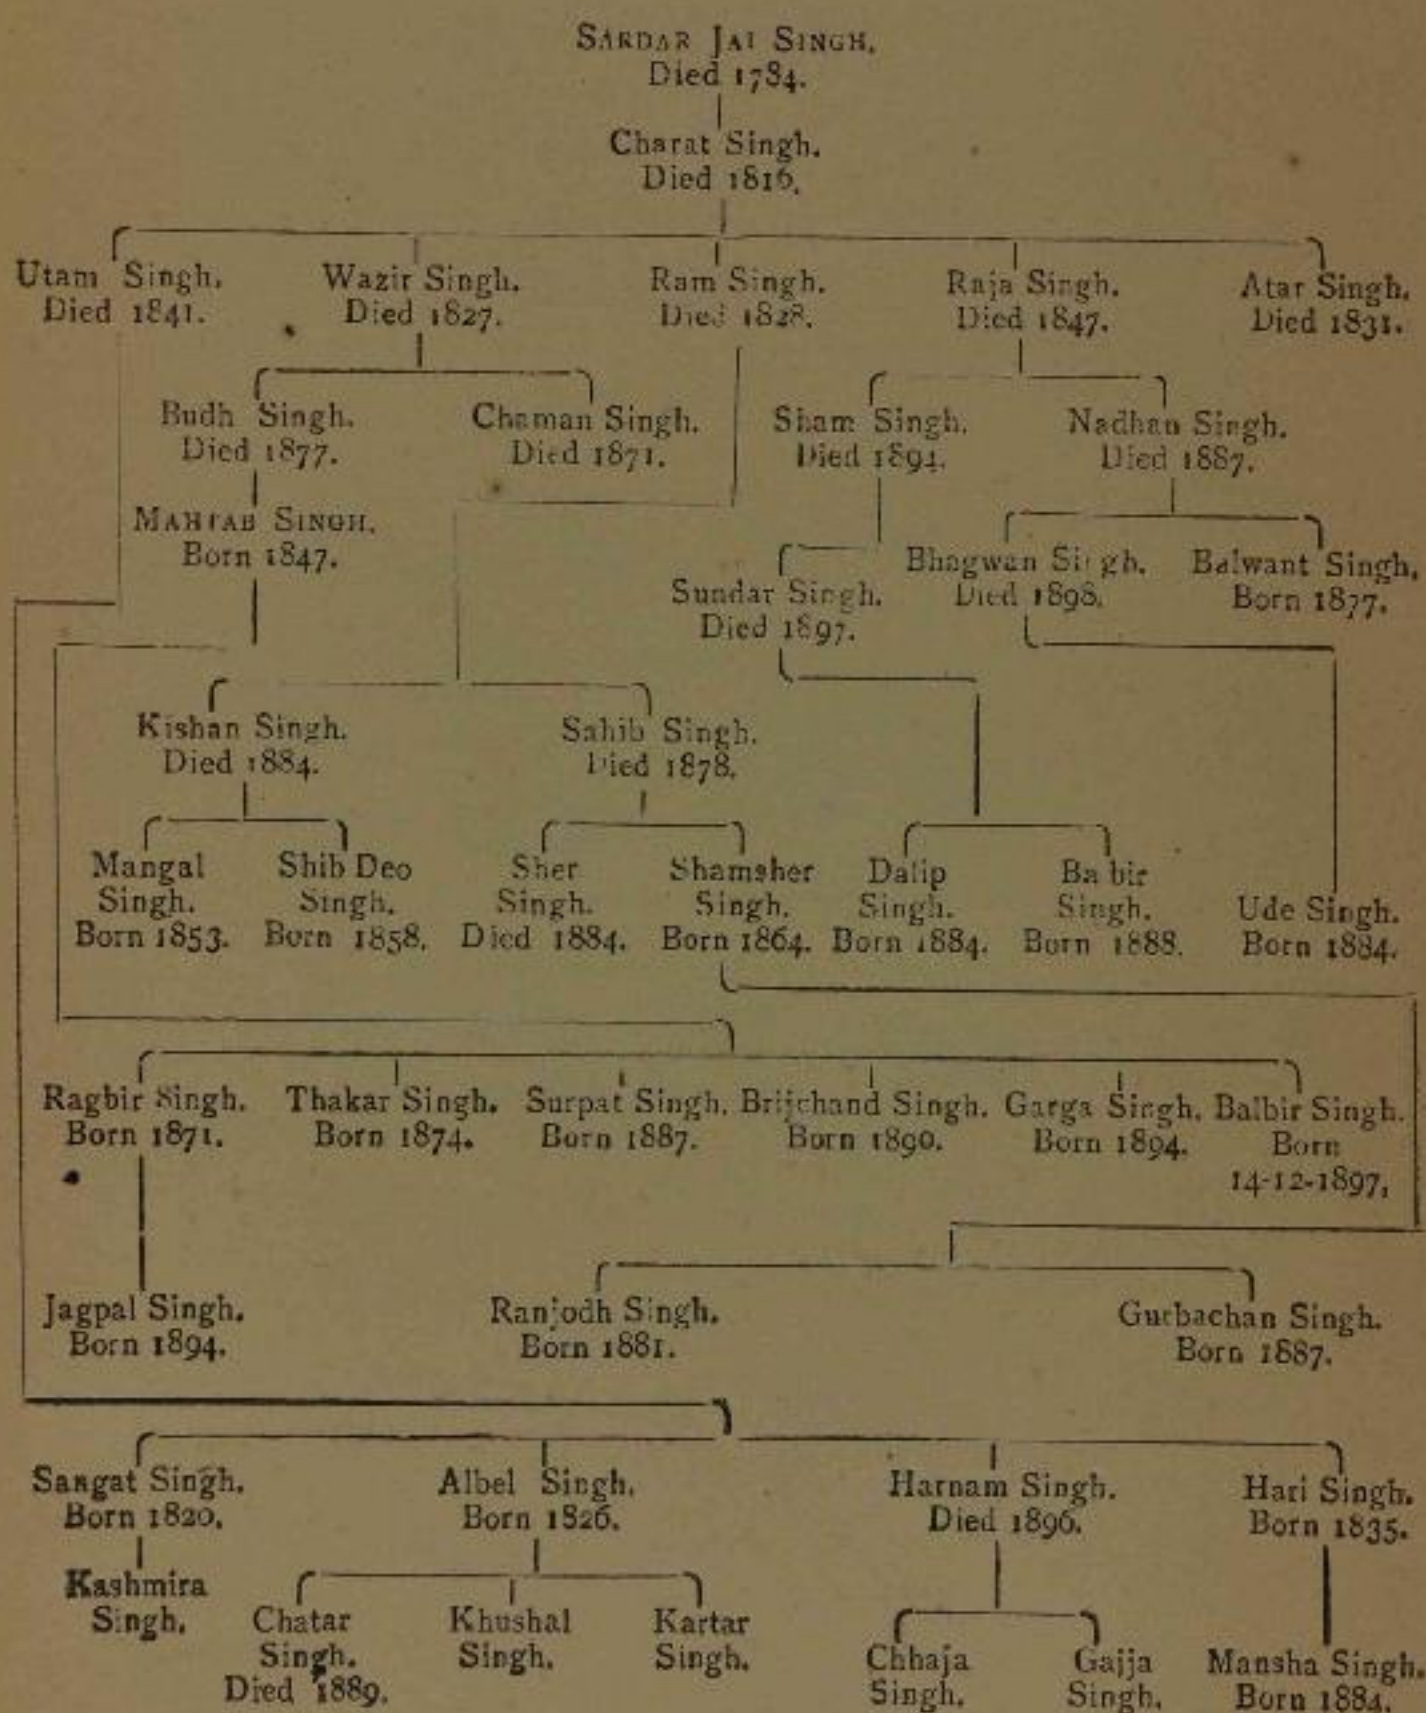 SARDAR JAI SINGH.
Died 1784.
Charat Singh.
Died 1816.
Utam Singh.
Died 1841.
Wazir Singh.
Died 1827.
Ram Singh.
Died 1828.
Raja Singh.
Died 1847.
Atar Singh.
Died 1831.
Budh Singh.
Died 1877.
Chaman Singh.
Died 1871.
Sham Singh.
Died 1894.
Nadhan Singh.
Died 1887.
MAHTAB SINGH.
Born 1847.
Sundar Singh.
Died 1897.
Bhagwan Singh.
Died 1898.
Balwant Singh.
Born 1877.
Kishan Singh.
Died 1884.
Sahib Singh.
Died 1878.
Mangal
Singh.
Born 1853.
Shib Deo
Singh.
Born 1858.
Sher
Singh.
Died 1884.
Shamsher
Singh.
Born 1864.
Dalip
Singh.
Born 1884.
Ba bir
Singh.
Born 1888.
Ude Singh.
Born 1884.
Ragbir Singh.
Born 1871.
Thakar Singh.
Born 1874.
Surpat Singh.
Born 1887.
Brijchand Singh.
Born 1890.
Garga Singh.
Born 1894.
Balbir Singh.
Born
14-12-1897,
Jagpal Singh.
Born 1894.
Ranjodh Singh.
Born 1881.
Gurbachan Singh.
Born 1887.
Sangat Singh.
Born 1820.
Albel Singh.
Born 1826.
Harnam Singh.
Died 1896.
Hari Singh.
Born 1835.
Kashmira
Singh.
Chatar
Singh.
Died 1889.
Khushal
Singh.
Kartar
Singh.
Chhaja
Singh.
Gajja
Singh.
Mansha Singh.
Born 1884.